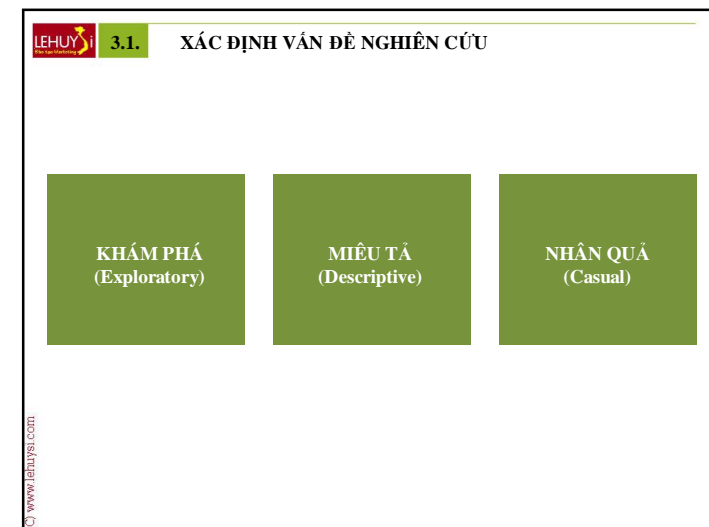 LEHUYSi
3.1.
XÁC ĐỊNH VẤN ĐỀ NGHIÊN CỨU
KHÁM PHÁ
(Exploratory)
MIÊU TẢ
(Descriptive)
NHÂN QUẢ
(Casual)
C) www.lehuysi.com